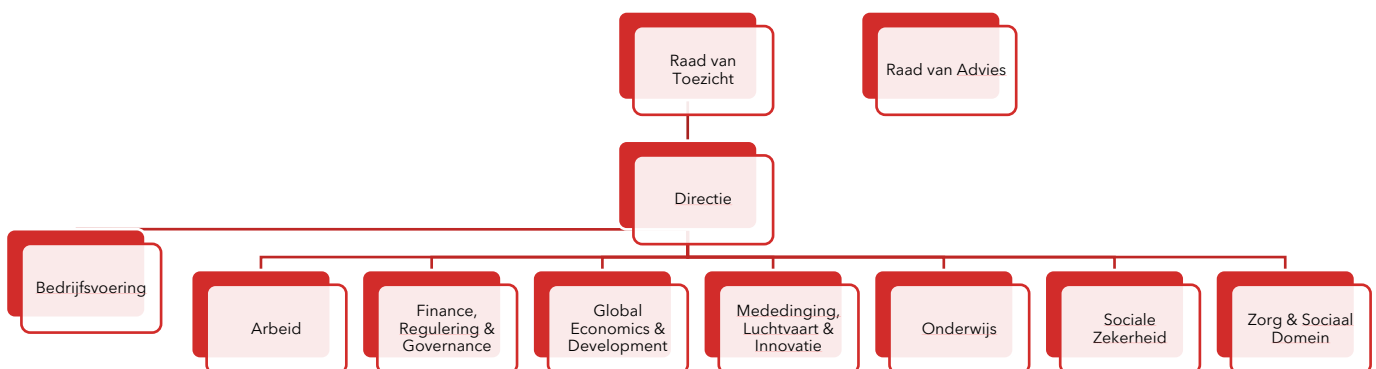 Raad van
Toezicht
Raad van Advies
Directie
Bedrijfsvoering
Arbeid
Finance,
Regulering &
Governance
Global
Economics &
Development
Mededinging,
Luchtvaart &
Innovatie
Onderwijs
Sociale
Zekerheid
Zorg & Sociaal
Domein